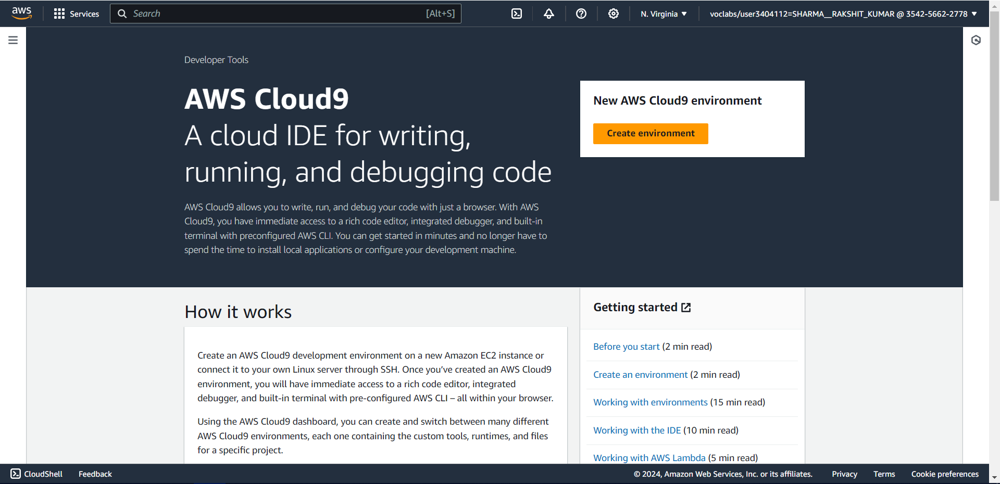 aws
Services
Search [Alt+S]
N. Virginia ▼
voclabs/user3404112=SHARMA__RAKSHIT_KUMAR @ 3542-5662-2778 ▼
Developer Tools
AWS Cloud9
A cloud IDE for writing,
running, and debugging code
AWS Cloud9 allows you to write, run, and debug your code with just a browser. With AWS
Cloud9, you have immediate access to a rich code editor, integrated debugger, and built-in
terminal with preconfigured AWS CLI. You can get started in minutes and no longer have to
spend the time to install local applications or configure your development machine.
New AWS Cloud9 environment
Create environment
How it works
Create an AWS Cloud9 development environment on a new Amazon EC2 instance or
connect it to your own Linux server through SSH. Once you’ve created an AWS Cloud9
environment, you will have immediate access to a rich code editor, integrated
debugger, and built-in terminal with pre-configured AWS CLI – all within your browser.
Using the AWS Cloud9 dashboard, you can create and switch between many different
AWS Cloud9 environments, each one containing the custom tools, runtimes, and files
for a specific project.
Getting started
Before you start (2 min read)
Create an environment (2 min read)
Working with environments (15 min read)
Working with the IDE (10 min read)
Working with AWS Lambda (5 min read)
CloudShell
Feedback
© 2024, Amazon Web Services, Inc. or its affiliates.
Privacy
Terms
Cookie preferences